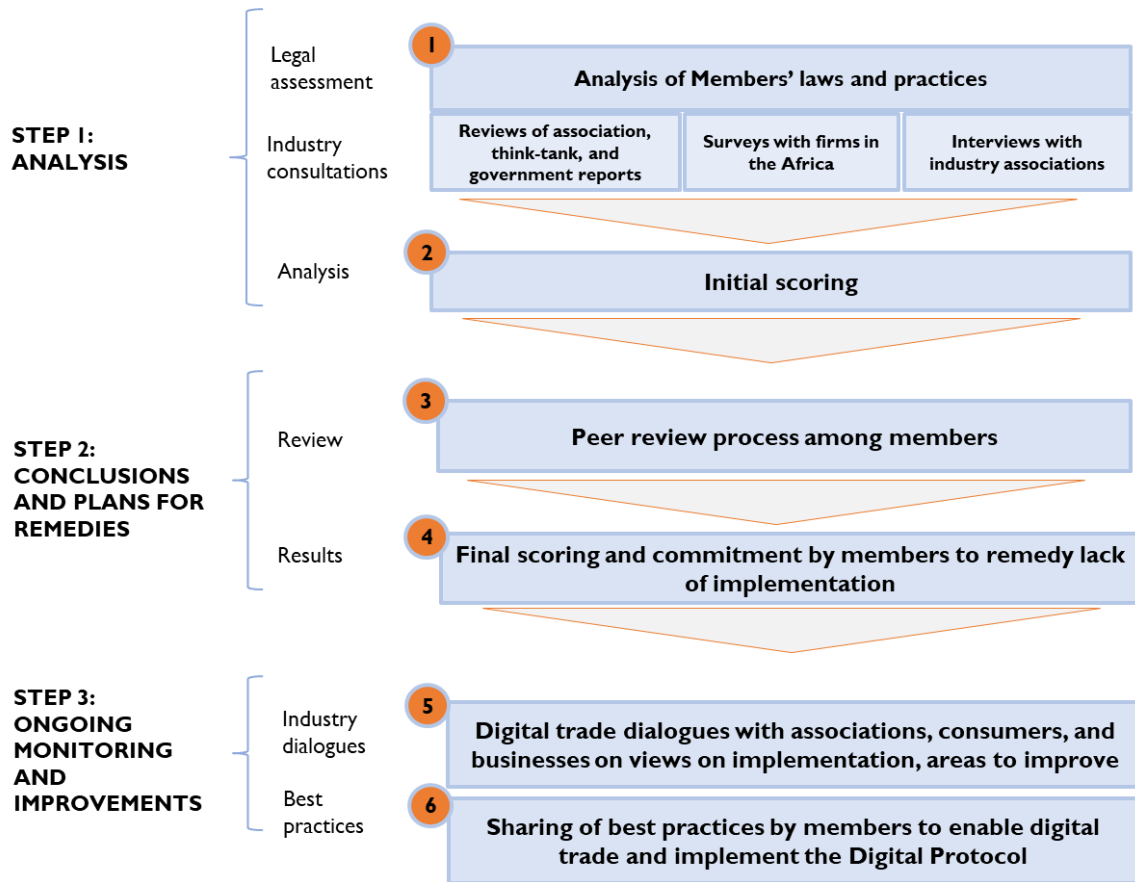 STEP 1:
ANALYSIS
Legal
assessment
1
Analysis of Members’ laws and practices
Industry
consultations
Reviews of association,
think-tank, and
government reports
Surveys with firms in
the Africa
Interviews with
industry associations
Analysis
2
Initial scoring
STEP 2:
CONCLUSIONS
AND PLANS FOR
REMEDIES
Review
3
Peer review process among members
Results
4
Final scoring and commitment by members to remedy lack
of implementation
STEP 3:
ONGOING
MONITORING
AND
IMPROVEMENTS
Industry
dialogues
5
Digital trade dialogues with associations, consumers, and
businesses on views on implementation, areas to improve
Best
practices
6
Sharing of best practices by members to enable digital
trade and implement the Digital Protocol